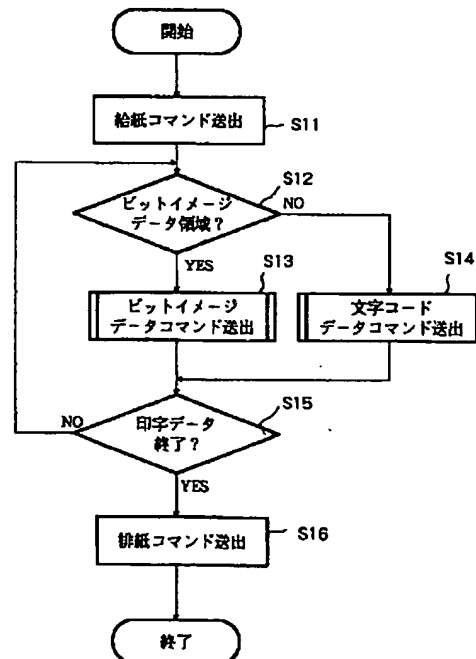 開始
給紙コマンド送出
S11
S12
ビットイメージ
データ領域?
NO
YES
S13
ビットイメージ
データコマンド送出
S14
文字コード
データコマンド送出
S15
印字データ
終了?
NO
YES
排紙コマンド送出
S16
終了